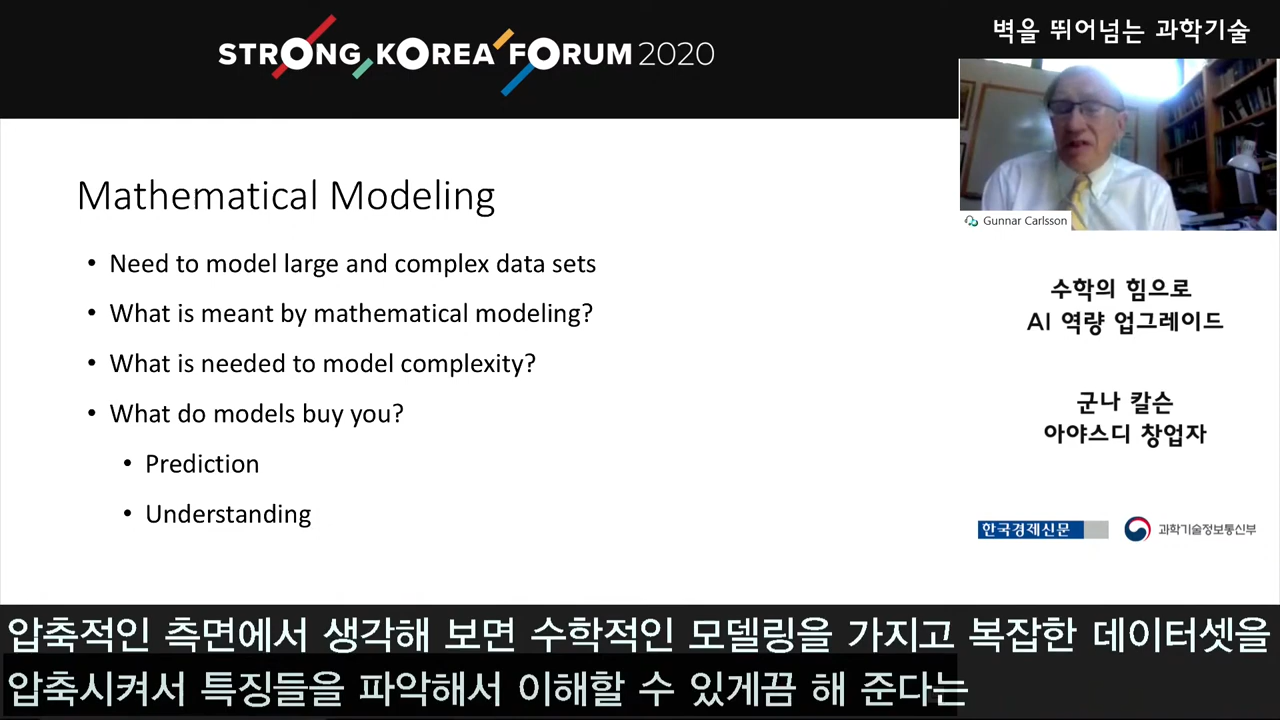 STRONG KOREA FORUM 2020
벽을 뛰어넘는 과학기술
Gunnar Carlsson
Mathematical Modeling
• Need to model large and complex data sets
• What is meant by mathematical modeling?
• What is needed to model complexity?
• What do models buy you?
• Prediction
• Understanding
수학의 힘으로
AI 역량 업그레이드
군나 칼슨
아야스디 창업자
한국경제신문
과학기술정보통신부
압축적인 측면에서 생각해 보면 수학적인 모델링을 가지고 복잡한 데이터셋을
압축시켜서 특징들을 파악해서 이해할 수 있게끔 해 준다는